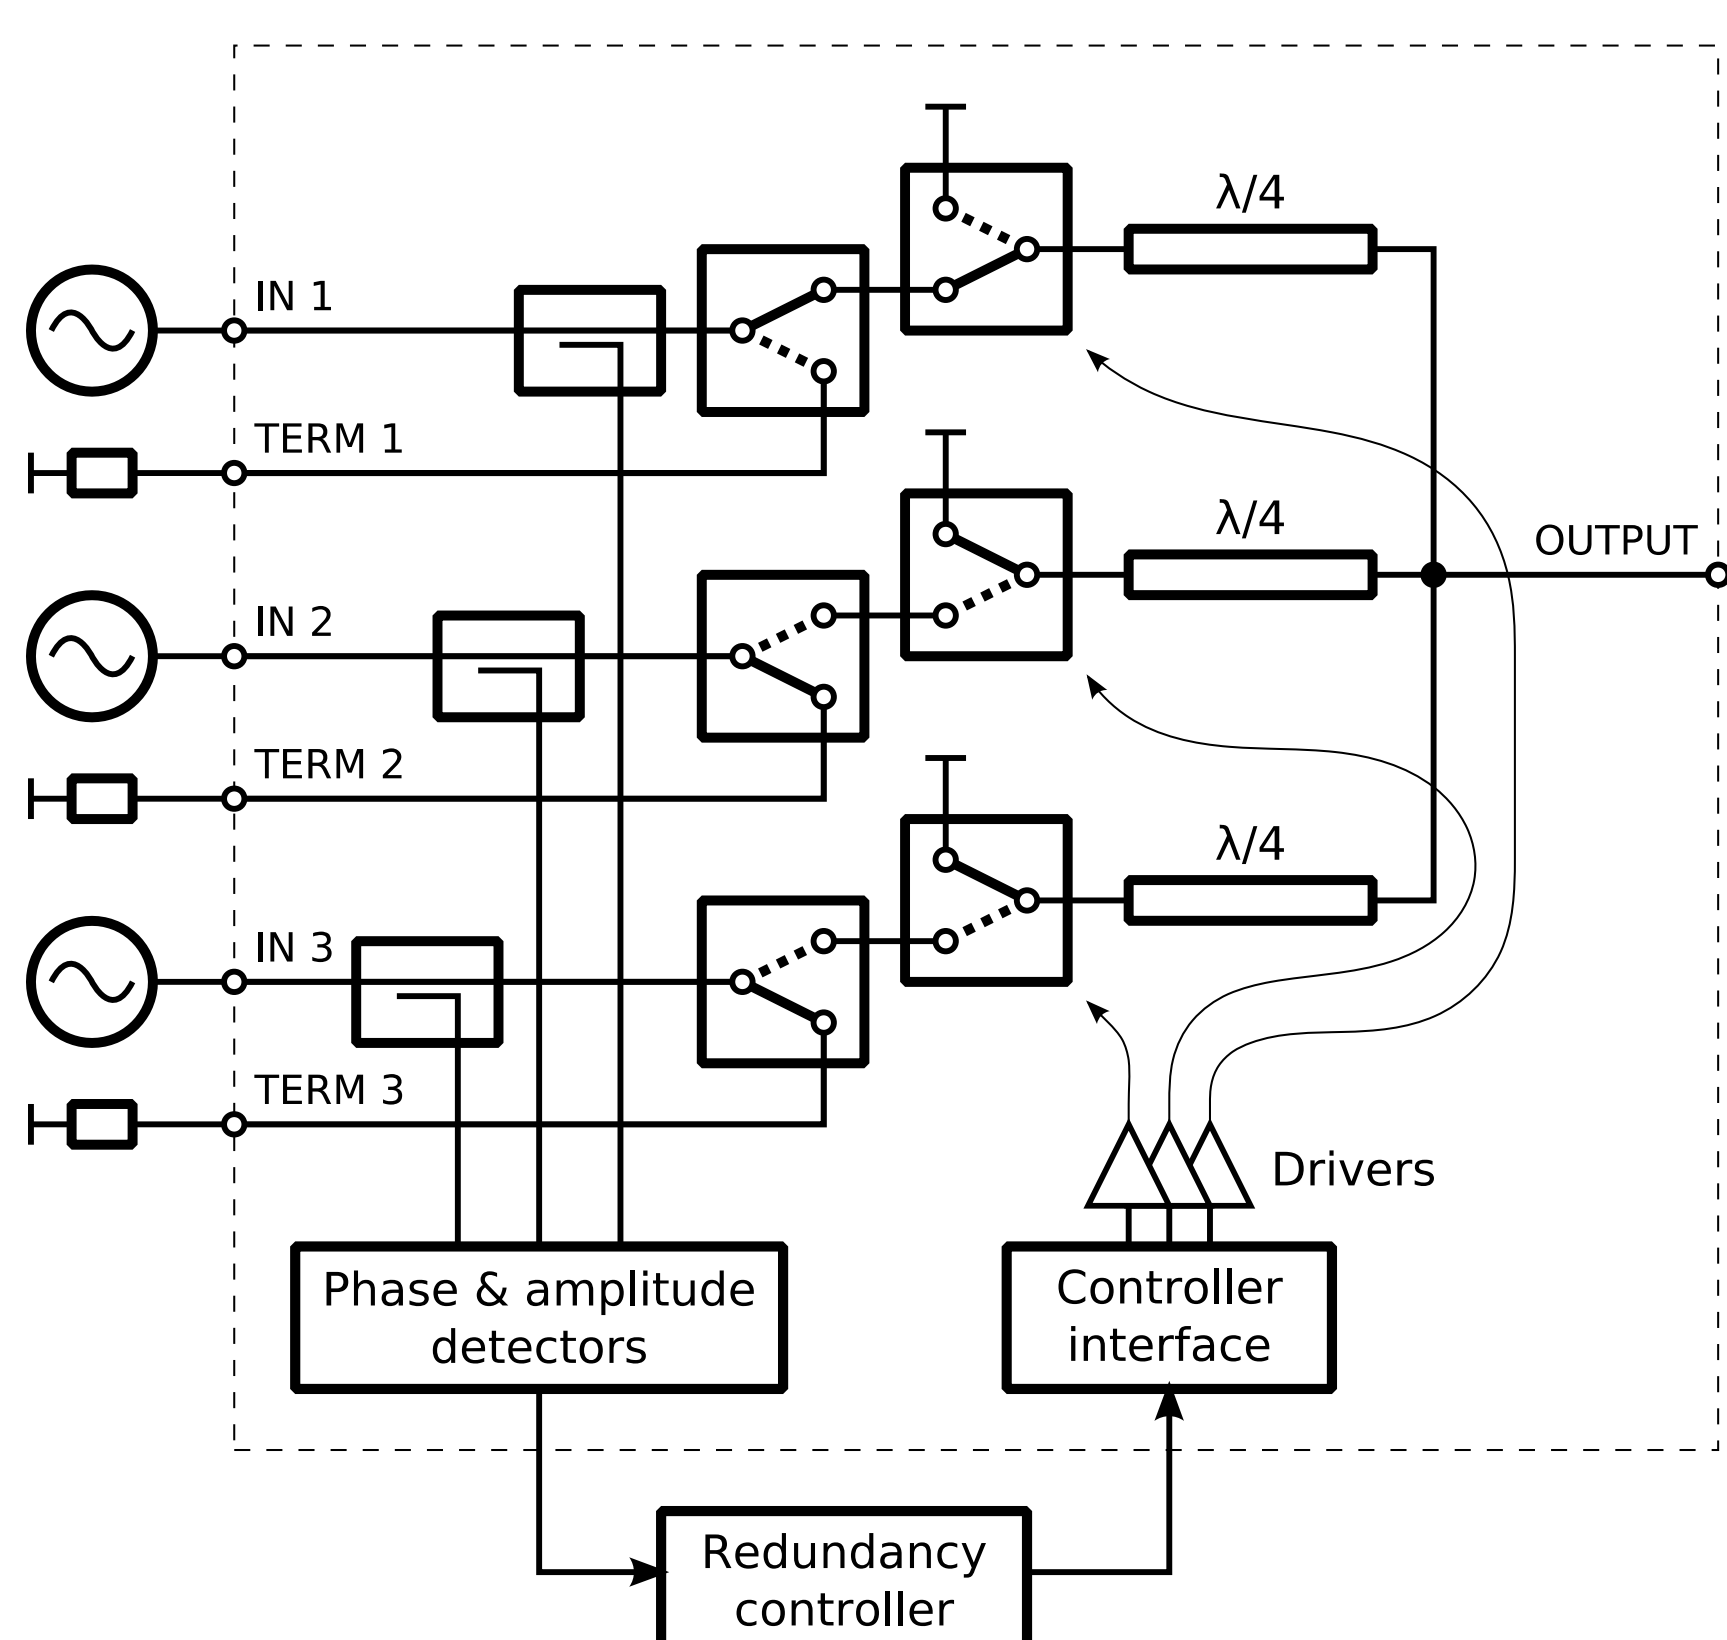 λ/4
IN 1
TERM 1
λ/4
OUTPUT
IN 2
TERM 2
λ/4
IN 3
TERM 3
Drivers
Phase & amplitude
detectors
Controller
interface
Redundancy
controller